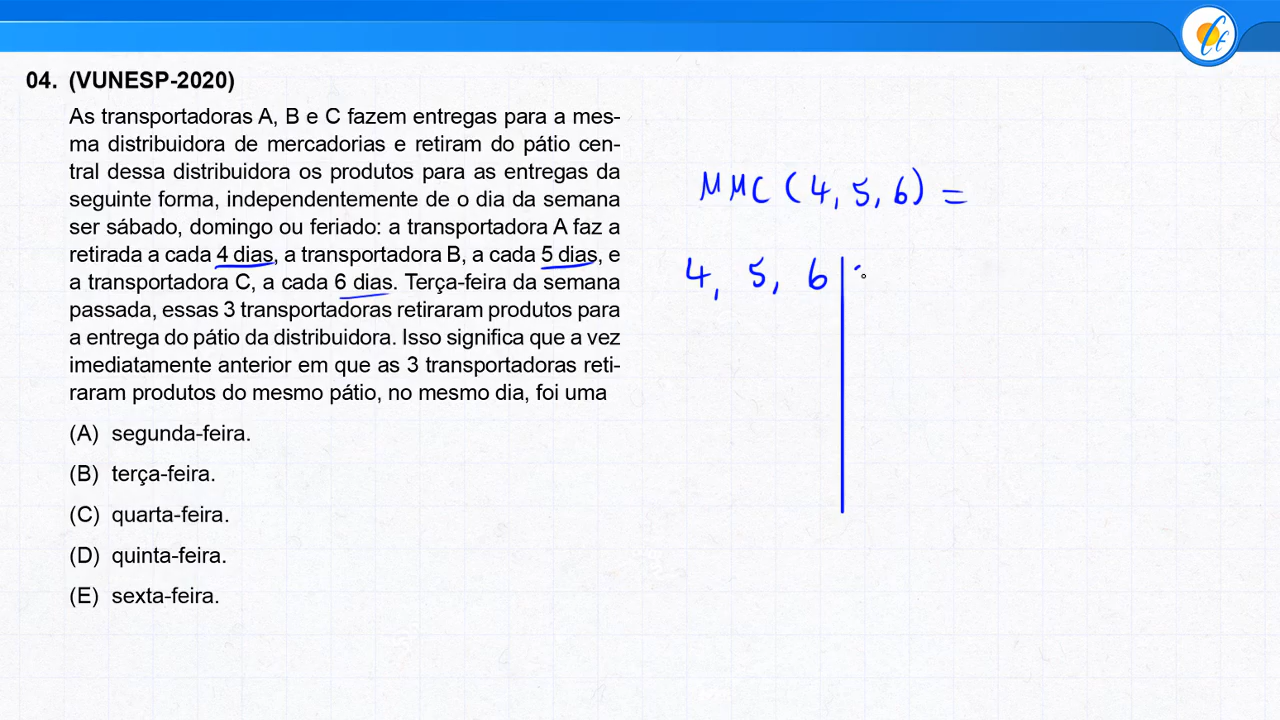 04. (VUNESP-2020)
As transportadoras A, B e C fazem entregas para a mes-
ma distribuidora de mercadorias e retiram do pátio cen-
tral dessa distribuidora os produtos para as entregas da
seguinte forma, independentemente de o dia da semana
ser sábado, domingo ou feriado: a transportadora A faz a
retirada a cada 4 dias, a transportadora B, a cada 5 dias, e
a transportadora C, a cada 6 dias. Terça-feira da semana
passada, essas 3 transportadoras retiraram produtos para
a entrega do pátio da distribuidora. Isso significa que a vez
imediatamente anterior em que as 3 transportadoras reti-
raram produtos do mesmo pátio, no mesmo dia, foi uma
(A) segunda-feira.
(B) terça-feira.
(C) quarta-feira.
(D) quinta-feira.
(E) sexta-feira.
MMC (4, 5, 6) =
4, 5, 6
CE